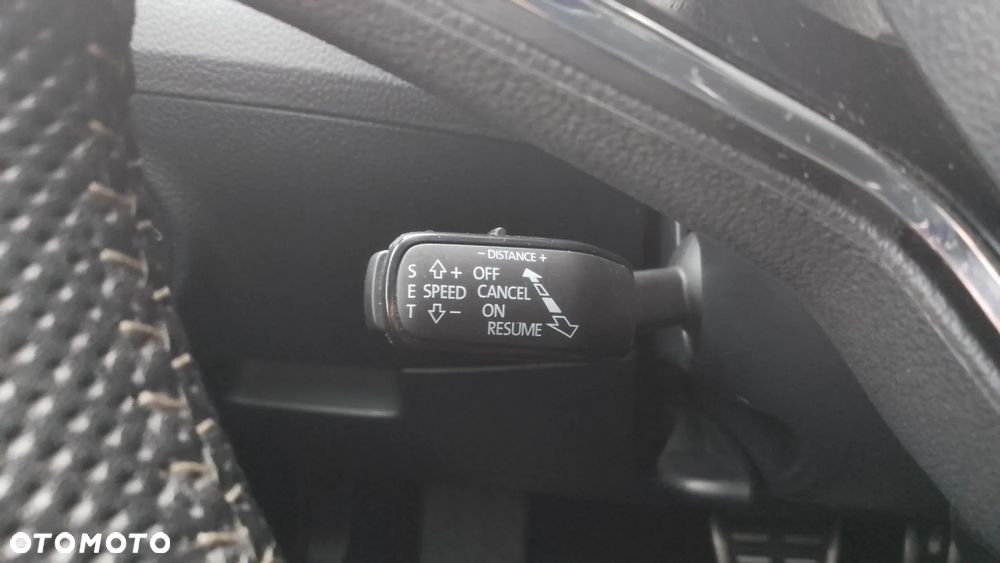 - DISTANCE +
S + OFF
E SPEED CANCEL
T - ON
RESUME
OTOMOTO